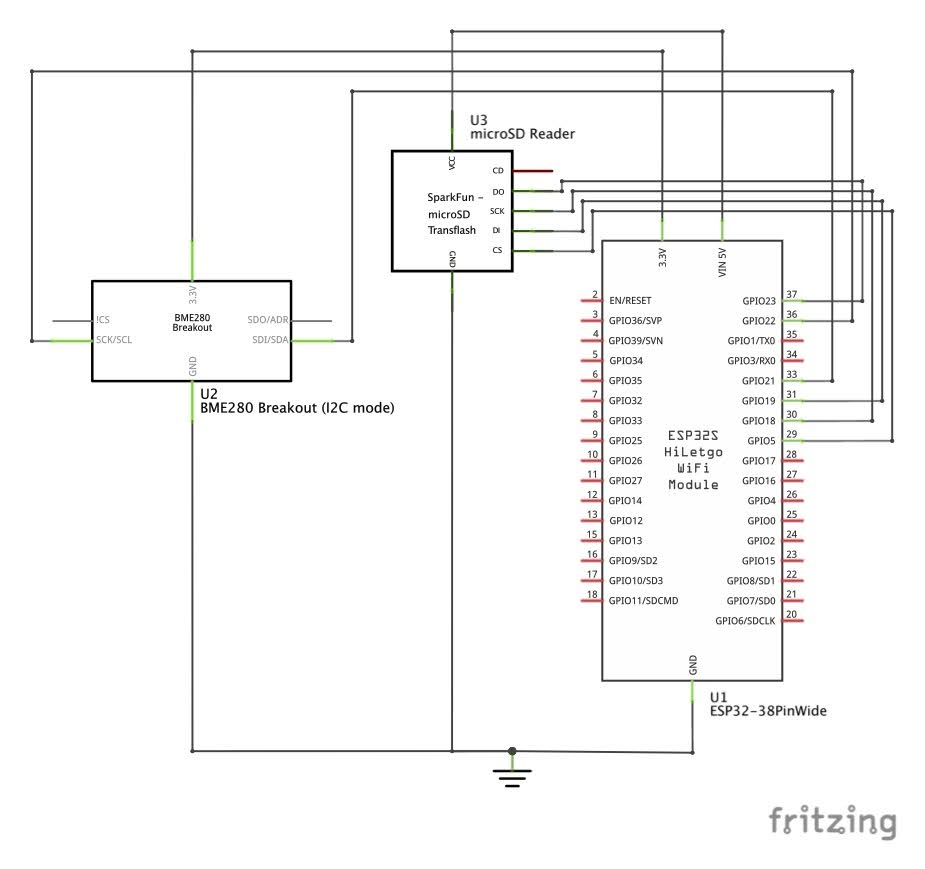 U3
microSD Reader
VCC
CD
DO
SparkFun -
microSD
Transflash
SCK
DI
CS
GND
3.3V
BME280
Breakout
!CS
SDO/ADR
SCK/SCL
SDI/SDA
GND
U2
BME280 Breakout (I2C mode)
3.3V
VIN 5V
2 EN/RESET
3 GPIO36/SVP
4 GPIO39/SVN
5 GPIO34
6 GPIO35
7 GPIO32
8 GPIO33
9 GPIO25
10 GPIO26
11 GPIO27
12 GPIO14
13 GPIO12
15 GPIO13
16 GPIO9/SD2
17 GPIO10/SD3
18 GPIO11/SDCMD
ESP32S
HiLetgo
WiFi
Module
GPIO23 37
GPIO22 36
GPIO1/TX0 35
GPIO3/RX0 34
GPIO21 33
GPIO19 31
GPIO18 30
GPIO5 29
GPIO17 28
GPIO16 27
GPIO4 26
GPIO0 25
GPIO2 24
GPIO15 23
GPIO8/SD1 22
GPIO7/SD0 21
GPIO6/SDCLK 20
GND
U1
ESP32-38PinWide
fritzing